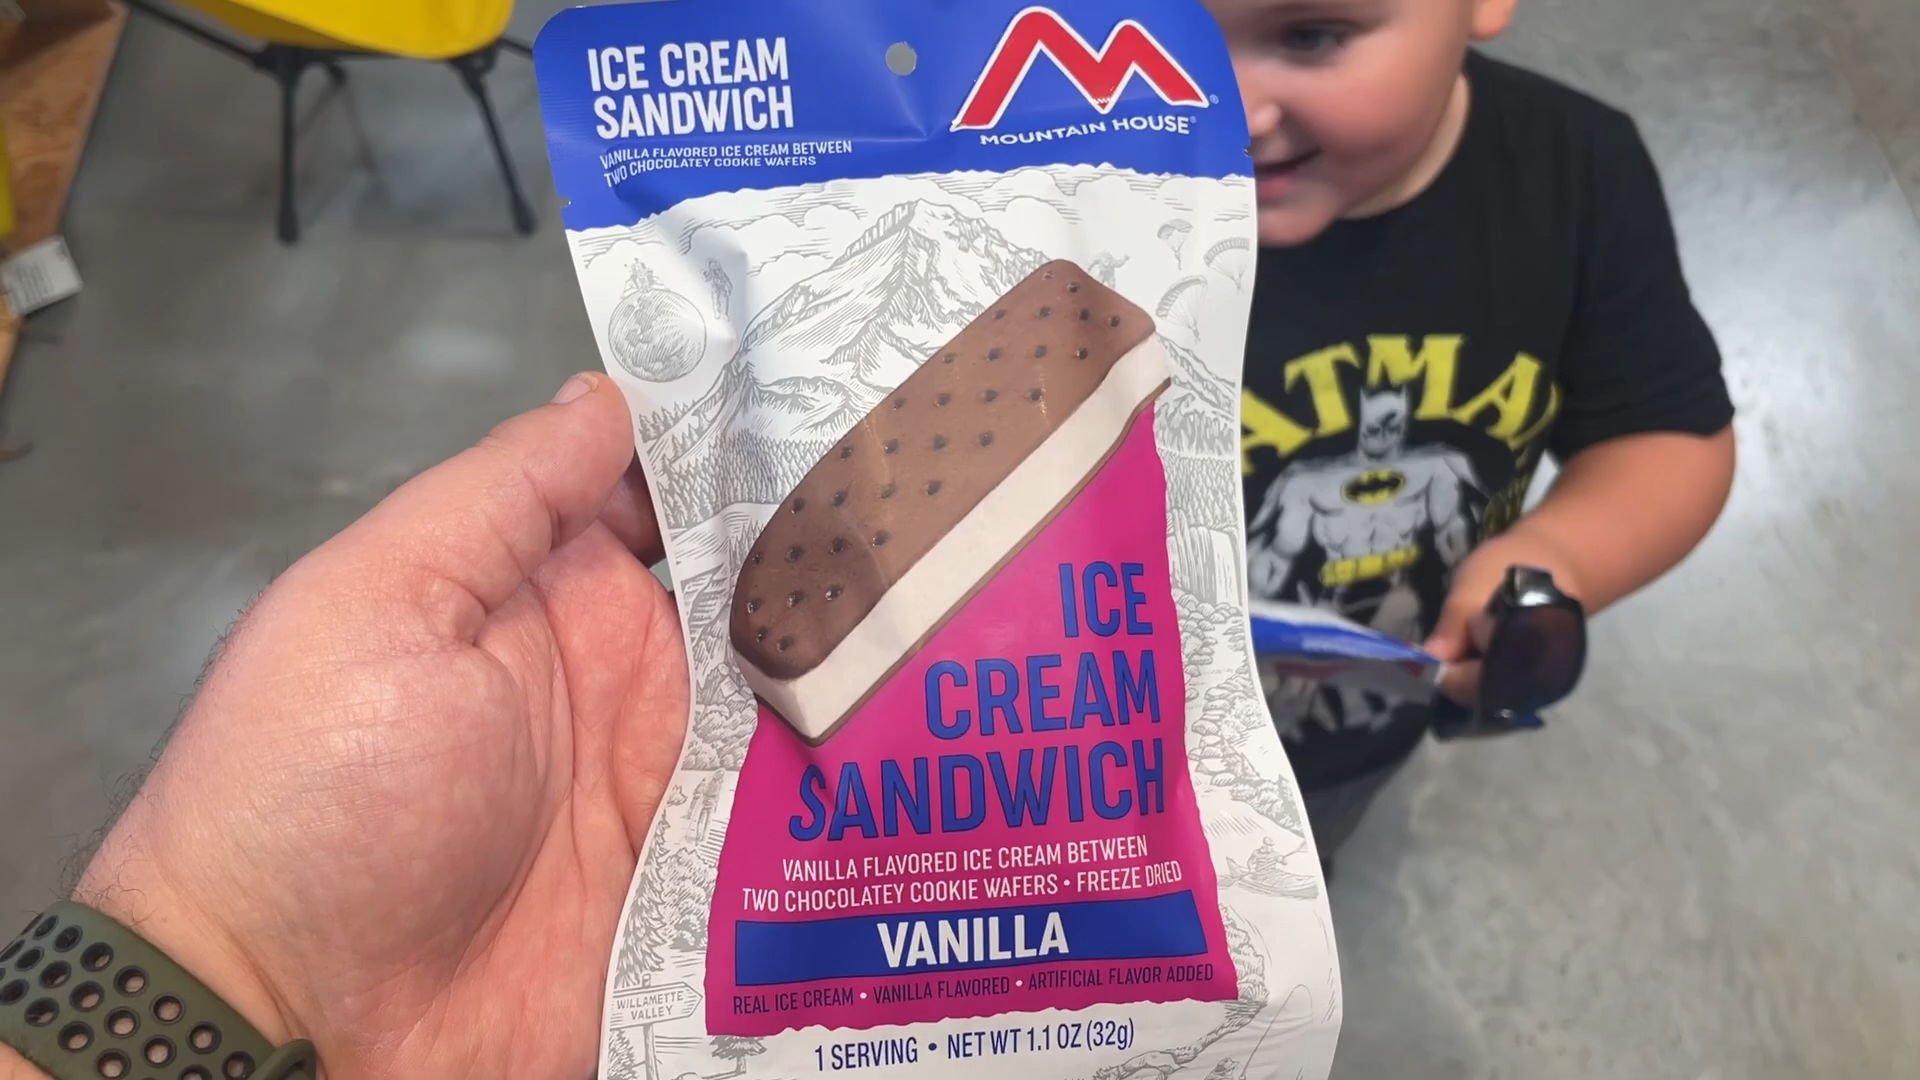 ICE CREAM
SANDWICH
VANILLA FLAVORED ICE CREAM BETWEEN
TWO CHOCOLATEY COOKIE WAFERS
MOUNTAIN HOUSE®
ICE
CREAM
SANDWICH
VANILLA FLAVORED ICE CREAM BETWEEN
TWO CHOCOLATEY COOKIE WAFERS • FREEZE DRIED
VANILLA
REAL ICE CREAM • VANILLA FLAVORED • ARTIFICIAL FLAVOR ADDED
WILLAMETTE
VALLEY
1 SERVING • NET WT 1.1 OZ (32g)
ATMA